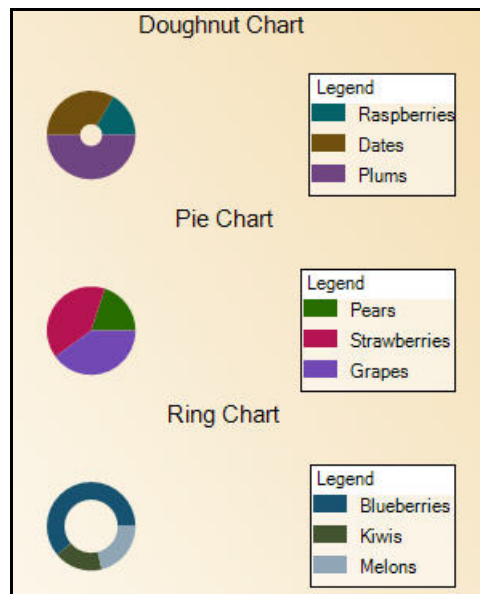 Doughnut Chart
Legend
Raspberries
Dates
Plums
Pie Chart
Legend
Pears
Strawberries
Grapes
Ring Chart
Legend
Blueberries
Kiwis
Melons